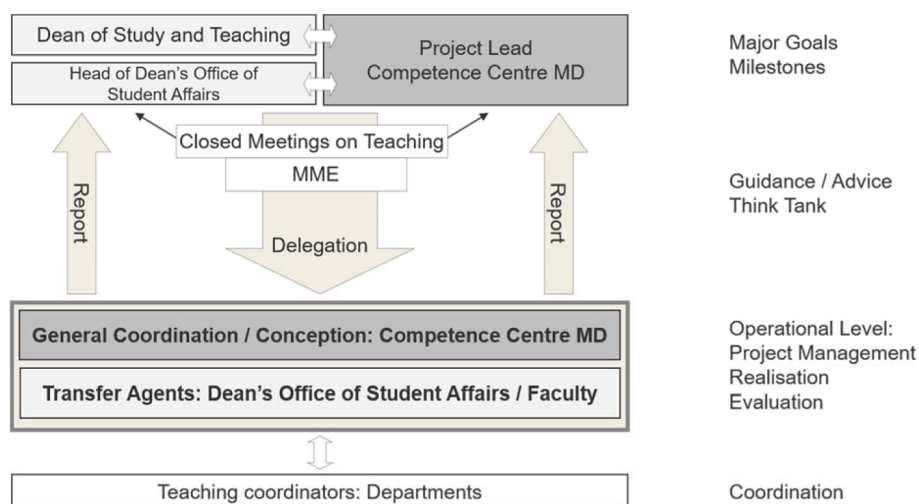 Dean of Study and Teaching
Head of Dean's Office of
Student Affairs
Project Lead
Competence Centre MD
Major Goals
Milestones
Closed Meetings on Teaching
MME
Report
Delegation
Report
Guidance / Advice
Think Tank
General Coordination / Conception: Competence Centre MD
Transfer Agents: Dean's Office of Student Affairs / Faculty
Operational Level:
Project Management
Realisation
Evaluation
Teaching coordinators: Departments
Coordination